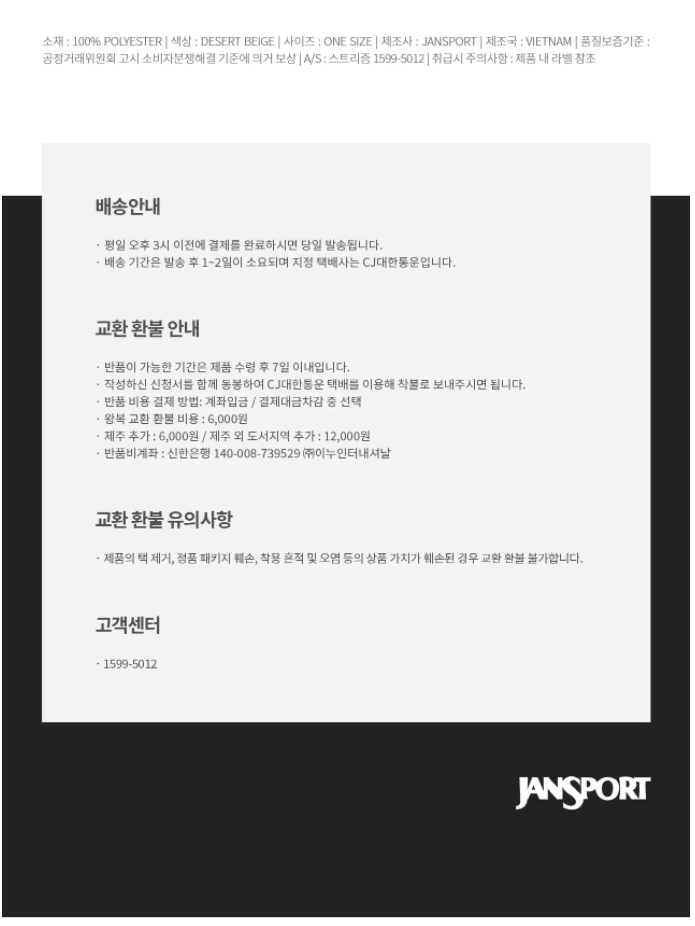 소재 : 100% POLYESTER | 색상 : DESERT BEIGE | 사이즈 : ONE SIZE | 제조사 : JANSPORT | 제조국 : VIETNAM | 품질보증기준 :
공정거래위원회 고시 소비자분쟁해결 기준에 의거 보상 | A/S : 스트리즘 1599-5012 | 취급시 주의사항 : 제품 내 라벨 참조
배송안내
· 평일 오후 3시 이전에 결제를 완료하시면 당일 발송됩니다.
· 배송 기간은 발송 후 1~2일이 소요되며 지정 택배사는 CJ대한통운입니다.
교환 환불 안내
· 반품이 가능한 기간은 제품 수령 후 7일 이내입니다.
· 작성하신 신청서를 함께 동봉하여 CJ대한통운 택배를 이용해 착불로 보내주시면 됩니다.
· 반품 비용 결제 방법: 계좌입금 / 결제대금차감 중 선택
· 왕복 교환 환불 비용 : 6,000원
· 제주 추가 : 6,000원 / 제주 외 도서지역 추가 : 12,000원
· 반품비계좌 : 신한은행 140-008-739529 ㈜이누인터내셔날
교환 환불 유의사항
· 제품의 택 제거, 정품 패키지 훼손, 착용 흔적 및 오염 등의 상품 가치가 훼손된 경우 교환 환불 불가합니다.
고객센터
· 1599-5012
JANSPORT